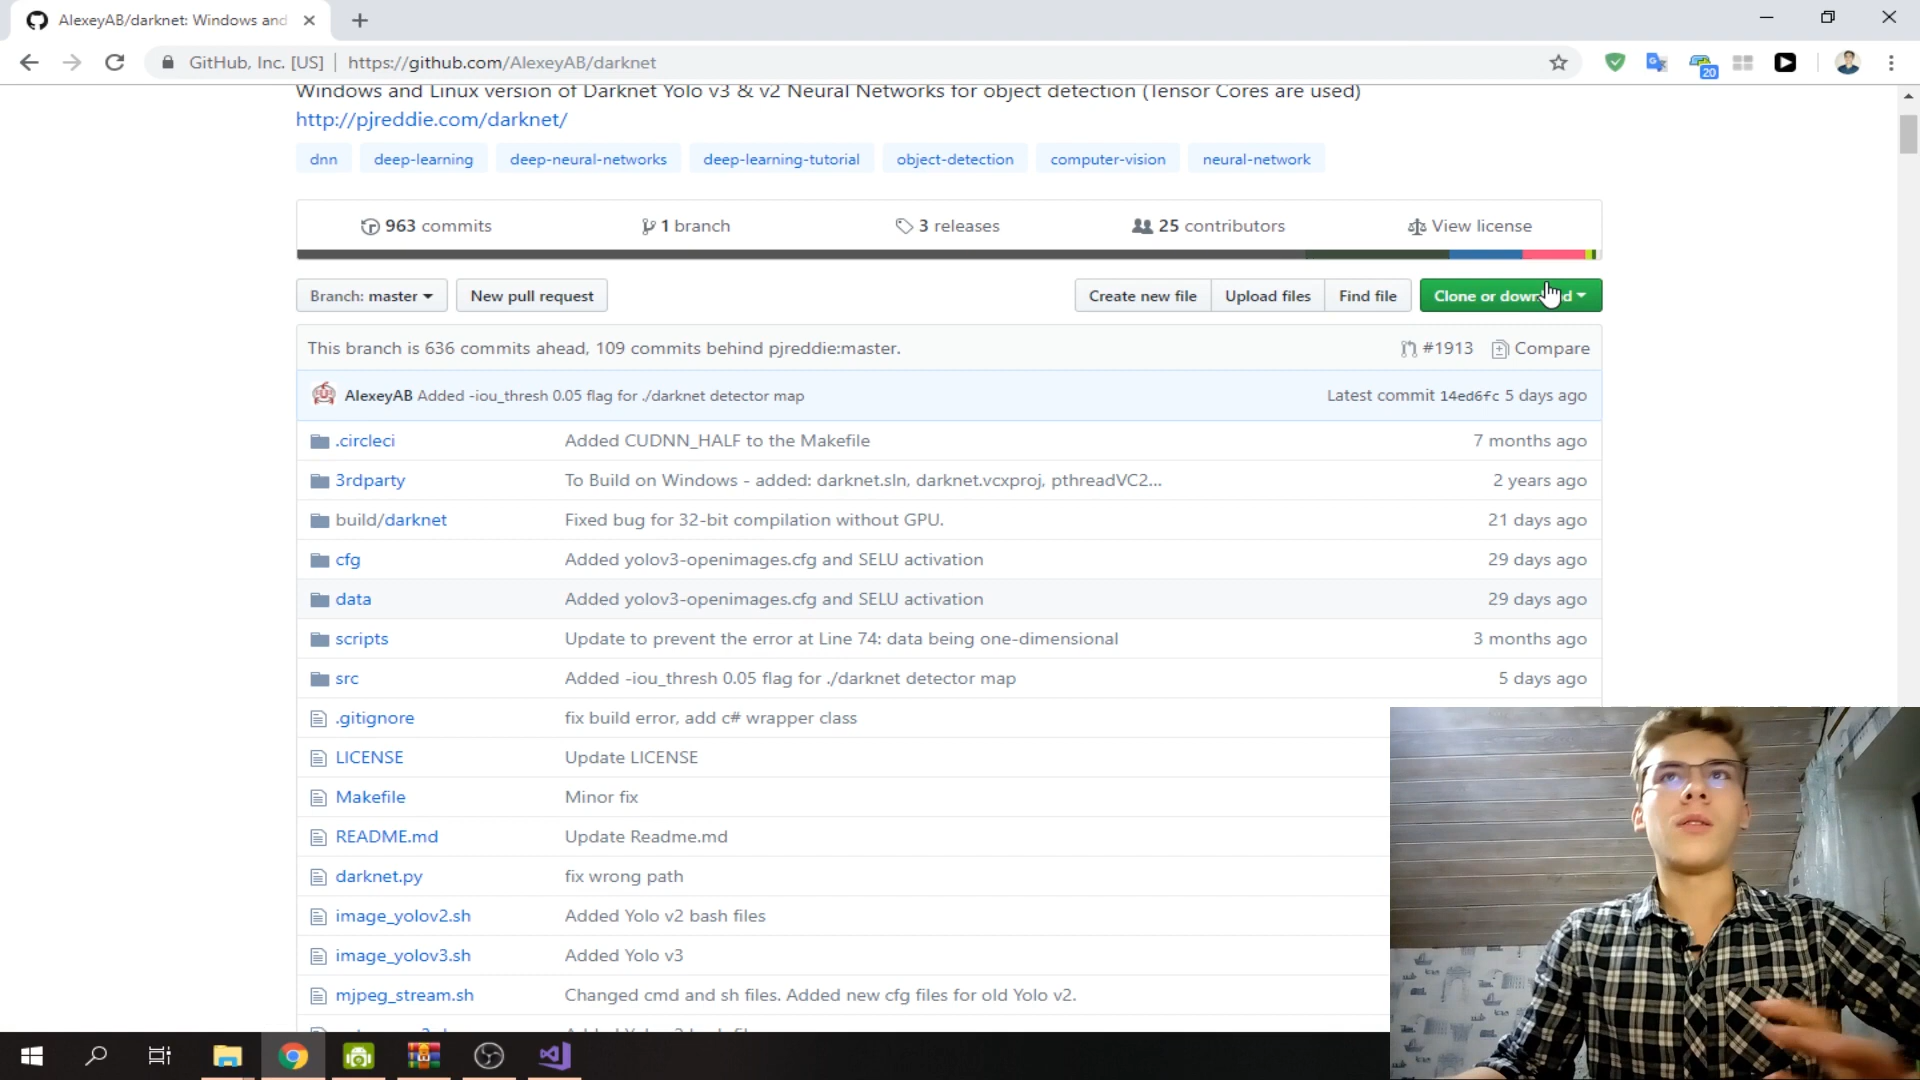 AlexeyAB/darknet: Windows and
GitHub, Inc. [US] | https://github.com/AlexeyAB/darknet
20
Windows and Linux version of Darknet Yolo v3 & v2 Neural Networks for object detection (Tensor Cores are used)
http://pjreddie.com/darknet/
dnn deep-learning deep-neural-networks deep-learning-tutorial object-detection computer-vision neural-network
963 commits 1 branch 3 releases 25 contributors View license
Branch: master New pull request Create new file Upload files Find file Clone or
This branch is 636 commits ahead, 109 commits behind pjreddie:master. #1913 Compare
AlexeyAB Added -iou_thresh 0.05 flag for ./darknet detector map Latest commit 14ed6fc 5 days ago
.circleci Added CUDNN_HALF to the Makefile 7 months ago
3rdparty To Build on Windows - added: darknet.sln, darknet.vcxproj, pthreadVC2... 2 years ago
build/darknet Fixed bug for 32-bit compilation without GPU. 21 days ago
cfg Added yolov3-openimages.cfg and SELU activation 29 days ago
data Added yolov3-openimages.cfg and SELU activation 29 days ago
scripts Update to prevent the error at Line 74: data being one-dimensional 3 months ago
src Added -iou_thresh 0.05 flag for ./darknet detector map 5 days ago
.gitignore fix build error, add c# wrapper class
LICENSE Update LICENSE
Makefile Minor fix
README.md Update Readme.md
darknet.py fix wrong path
image_yolov2.sh Added Yolo v2 bash files
image_yolov3.sh Added Yolo v3
mjpeg_stream.sh Changed cmd and sh files. Added new cfg files for old Yolo v2.